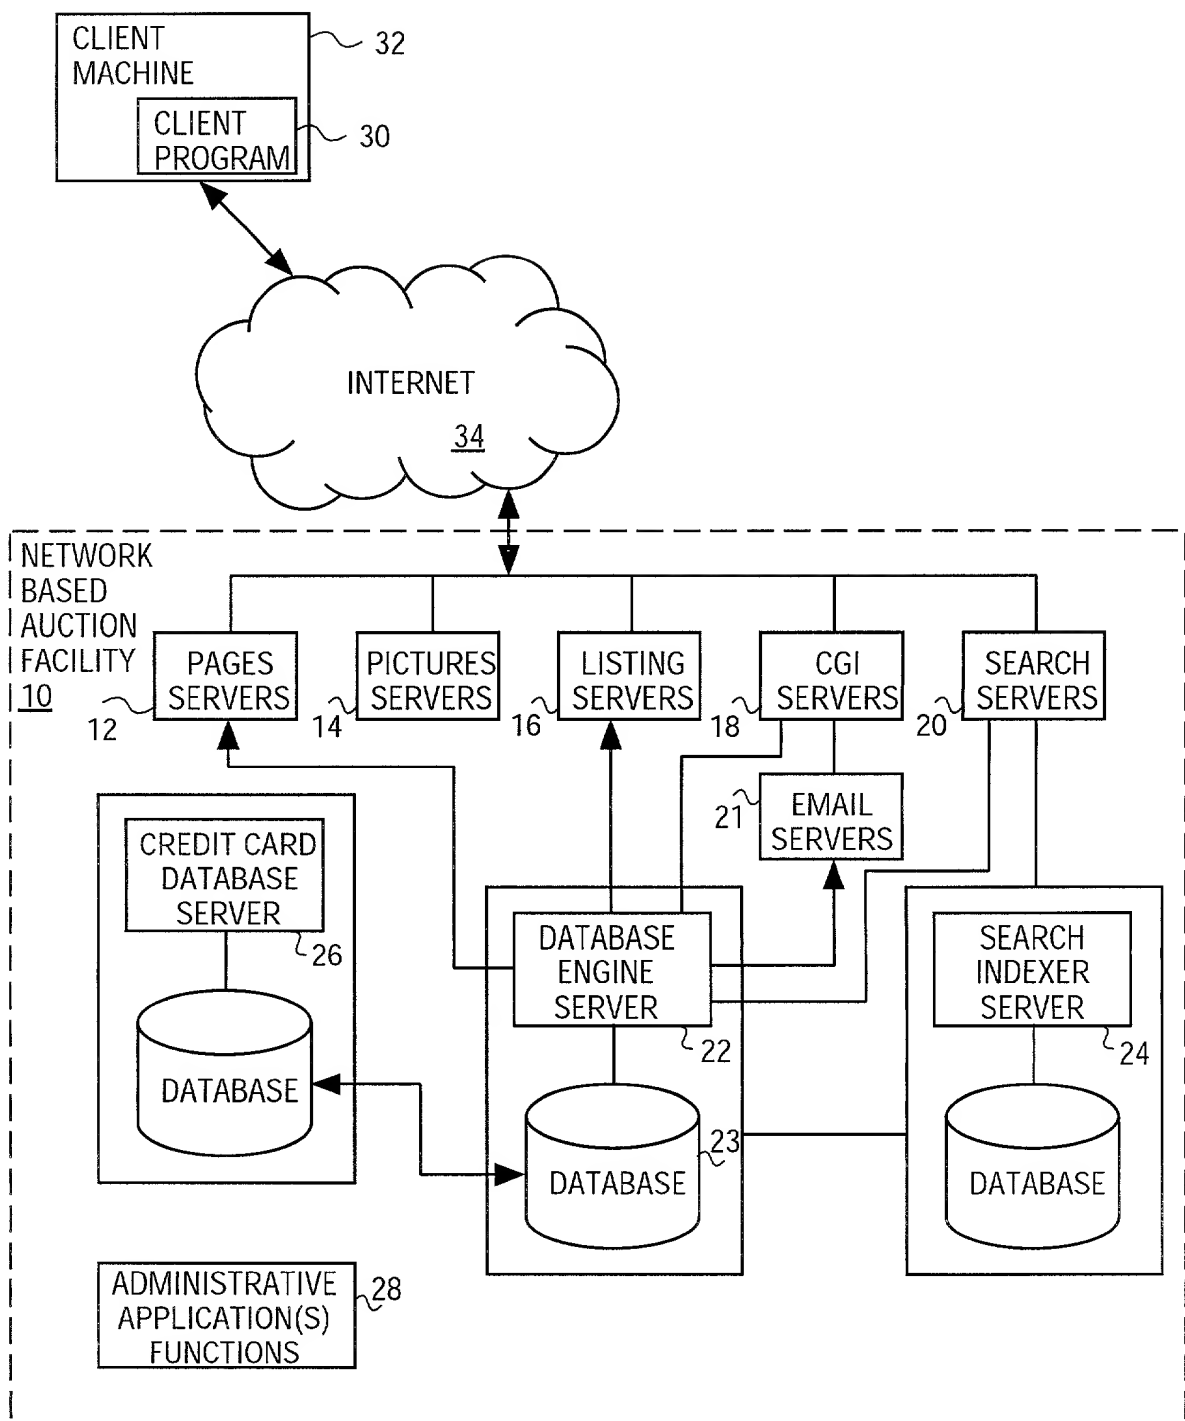 CLIENT
MACHINE
32
CLIENT
PROGRAM
30
INTERNET
34
NETWORK
BASED
AUCTION
FACILITY
10
PAGES
SERVERS
12
PICTURES
SERVERS
14
LISTING
SERVERS
16
CGI
SERVERS
18
SEARCH
SERVERS
20
EMAIL
SERVERS
21
CREDIT CARD
DATABASE
SERVER
26
DATABASE
DATABASE
ENGINE
SERVER
22
DATABASE
23
SEARCH
INDEXER
SERVER
24
DATABASE
ADMINISTRATIVE
APPLICATION(S)
FUNCTIONS
28